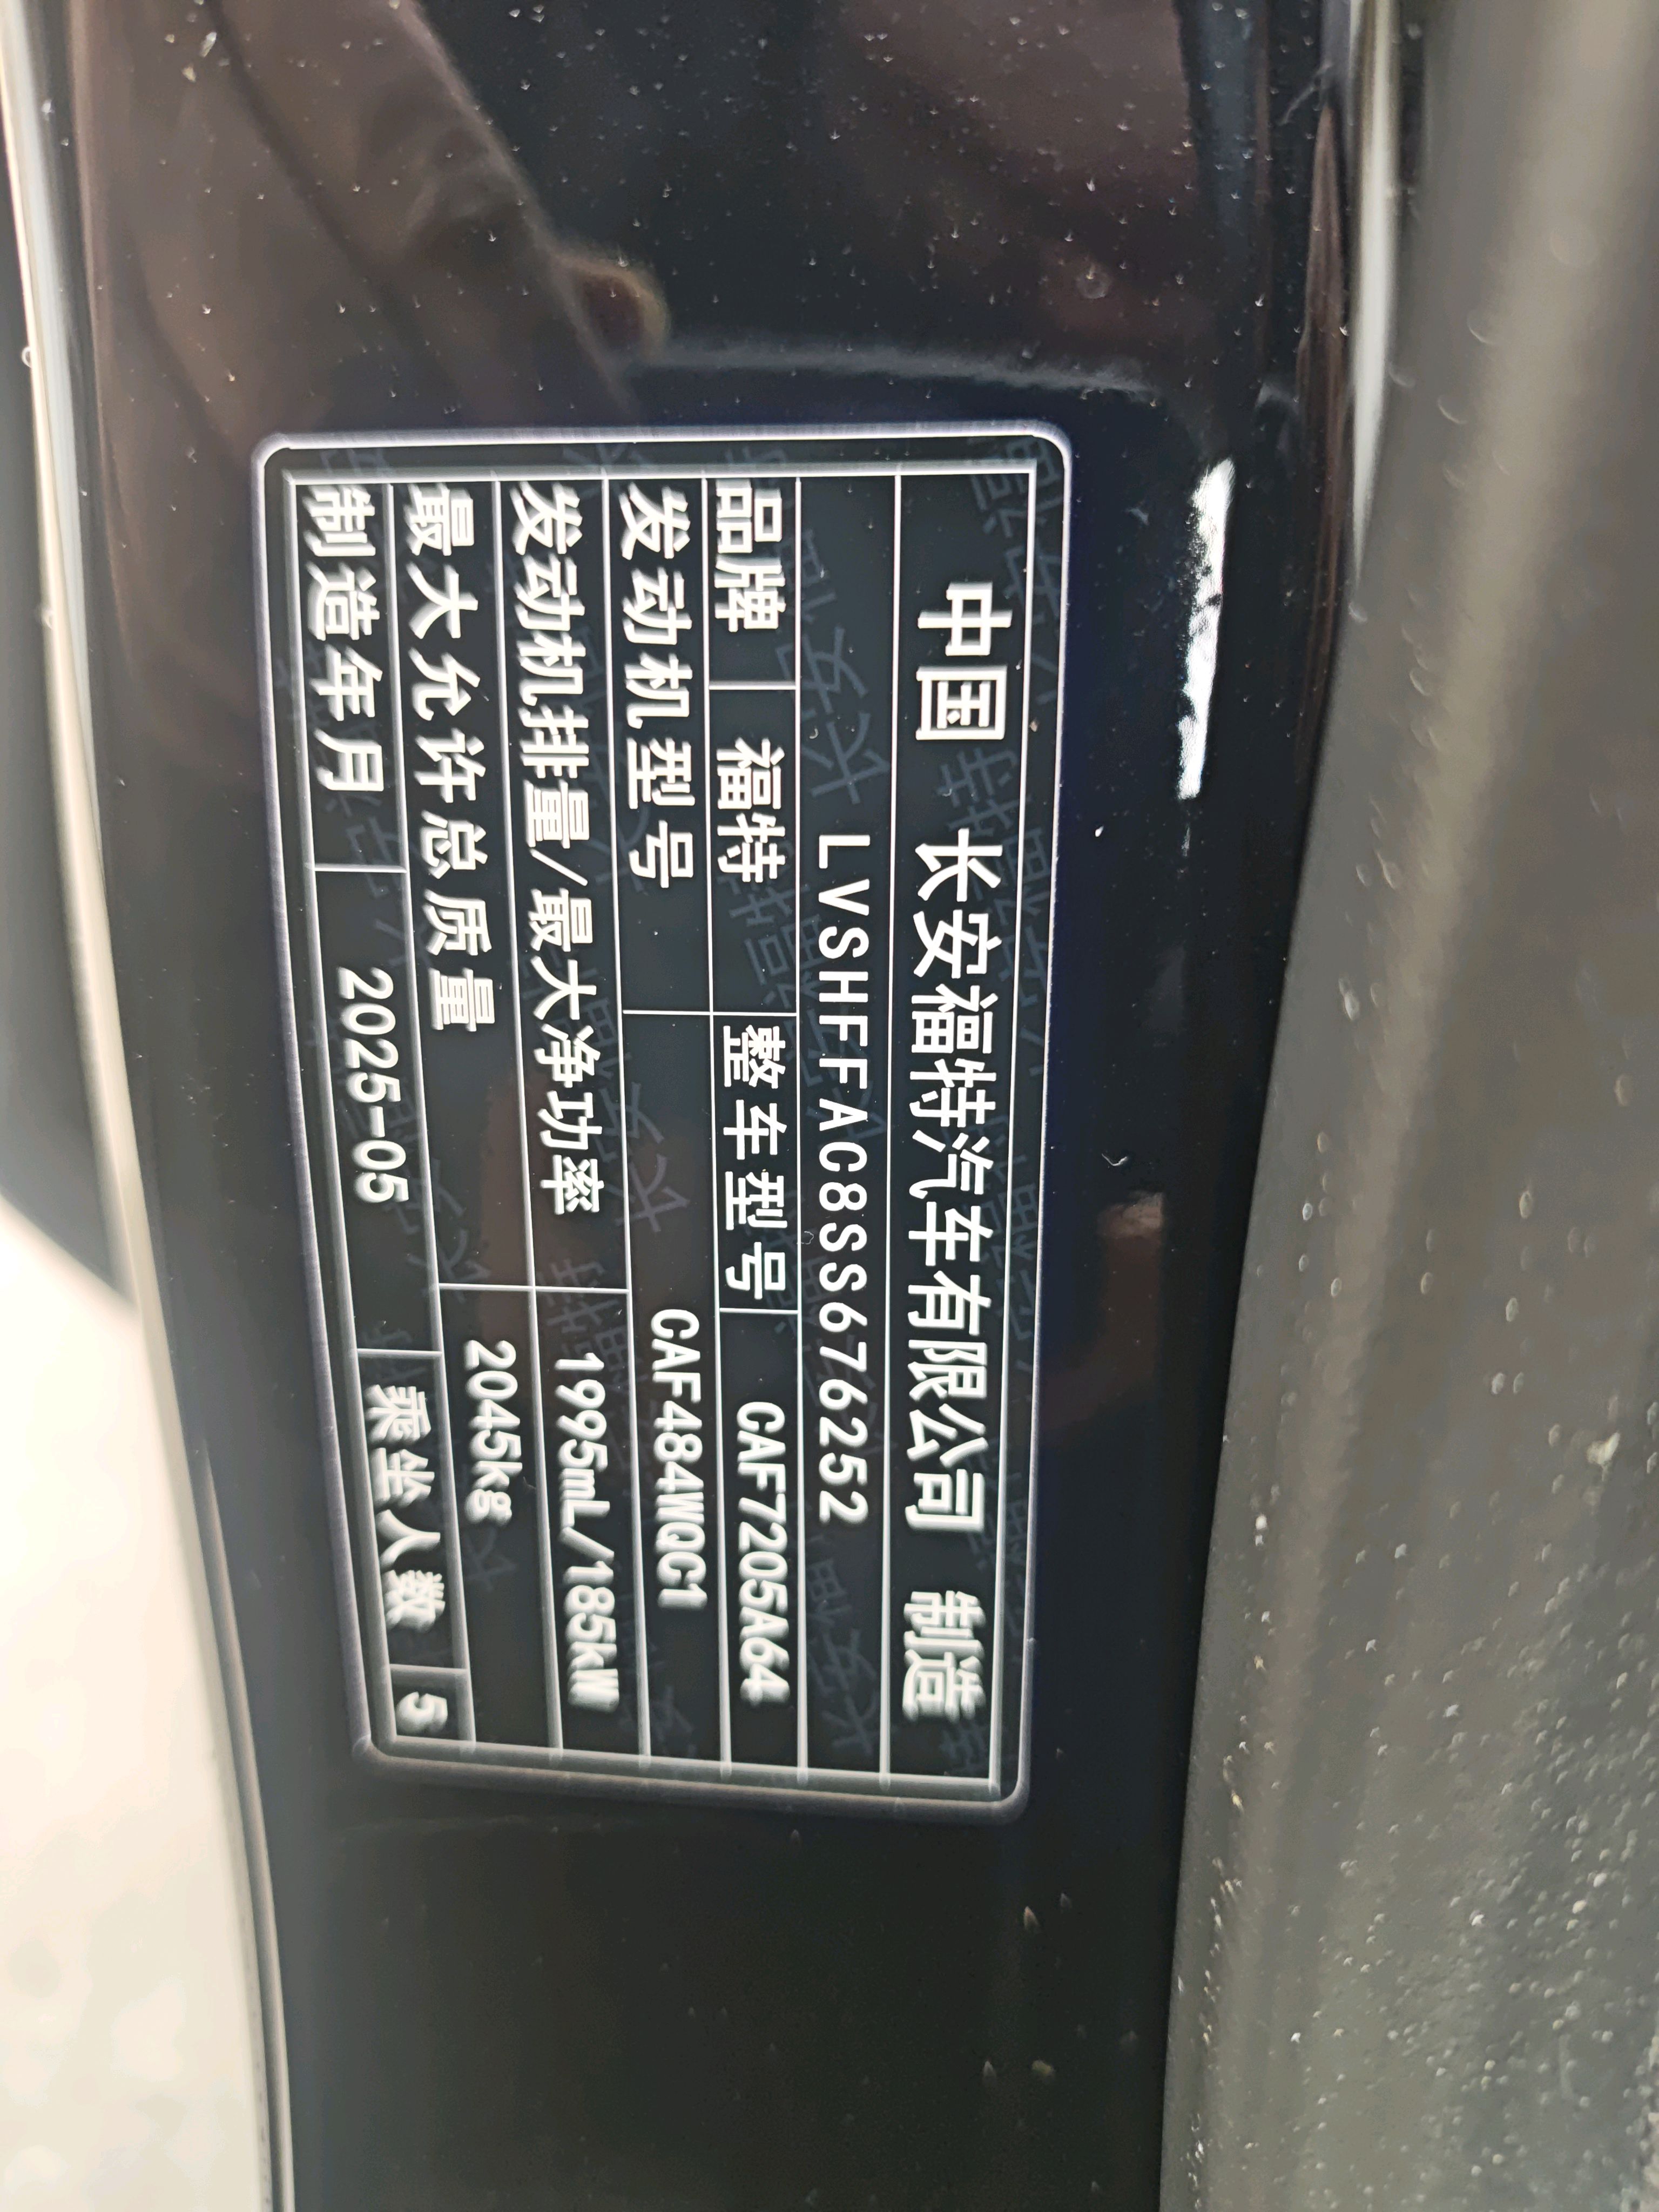 中国 长安福特汽车有限公司 制造
LVSHFFAC8SS676252
品牌 福特 整车型号 CAF7205A64
发动机型号 CAF484WQC1
发动机排量/最大净功率 1995mL/185kW
最大允许总质量 2045kg
制造年月 2025-05 乘坐人数 5